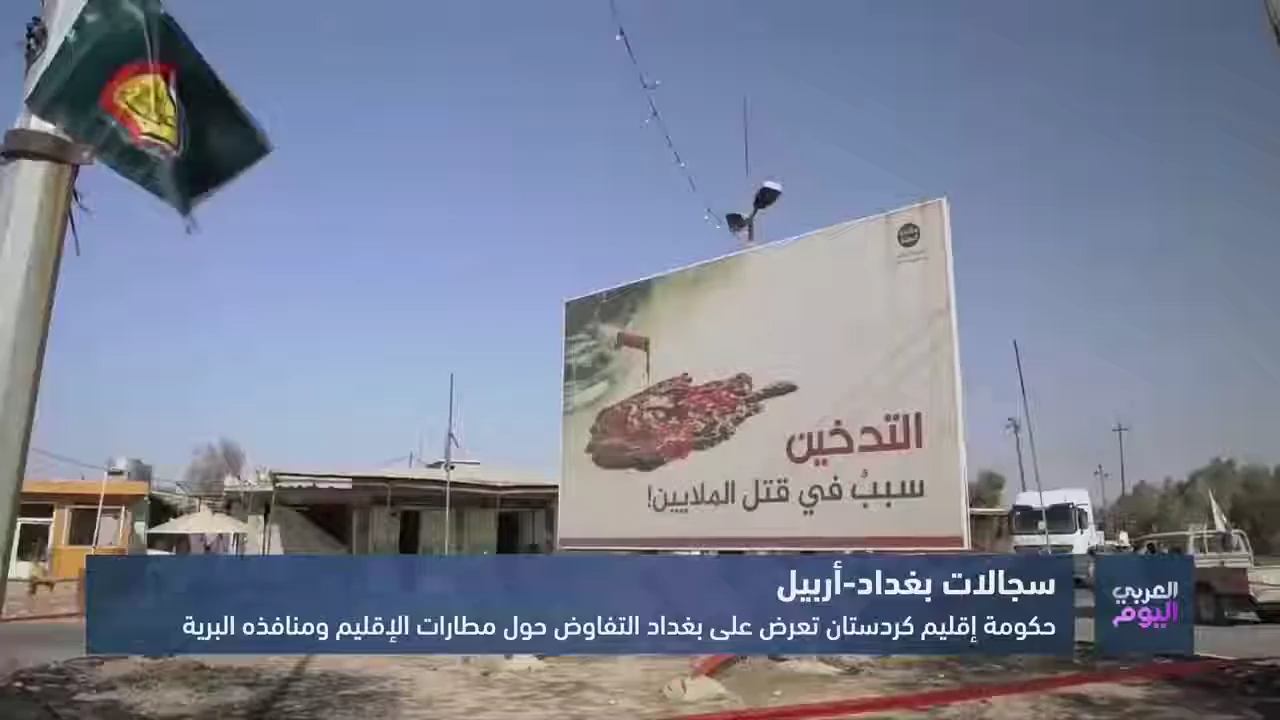 التدخين
سببُ في قتل الملايين!
سجالات بغداد-أربيل
حكومة إقليم كردستان تعرض على بغداد التفاوض حول مطارات الإقليم ومنافذه البرية
العربي
اليوم